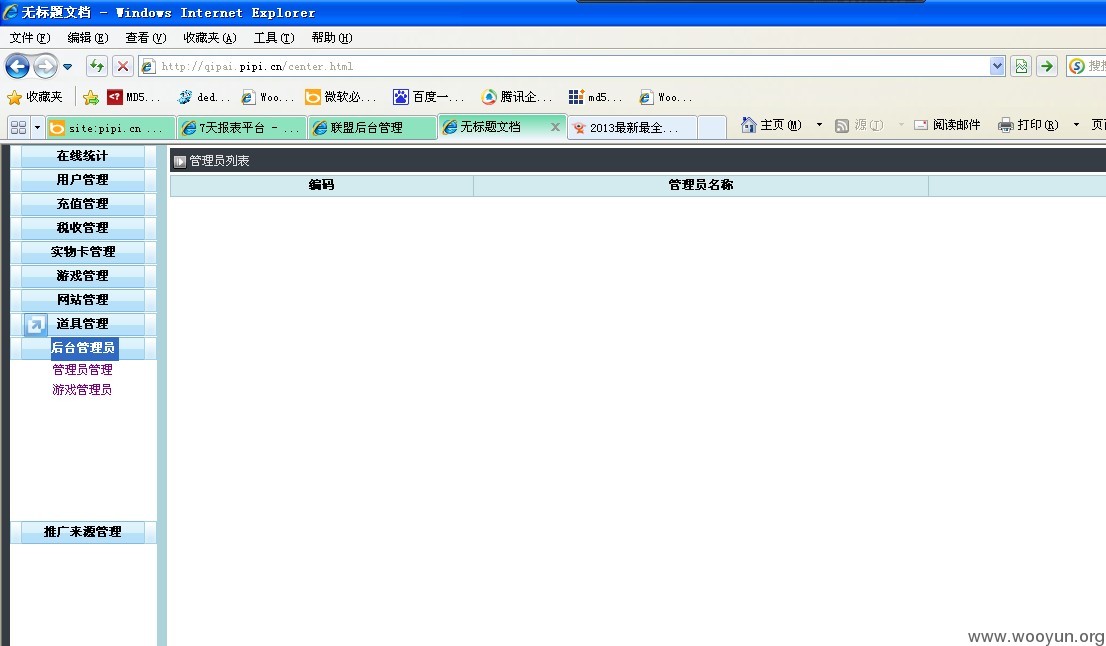 无标题文档 - Windows Internet Explorer
文件(F) 编辑(E) 查看(V) 收藏夹(A) 工具(T) 帮助(H)
http://qipai.pipi.cn/center.html
收藏夹 MD5... ded... Woo... 微软必... 百度一... 腾讯企... md5... Woo...
site:pipi.cn ... 7天报表平台 - ... 联盟后台管理 无标题文档 2013最新最全... 主页(M) 源(J) 阅读邮件 打印(R)
在线统计
管理员列表
用户管理
编码 管理员名称
充值管理
税收管理
实物卡管理
游戏管理
网站管理
道具管理
后台管理员
管理员管理
游戏管理员
推广来源管理
www.wooyun.org